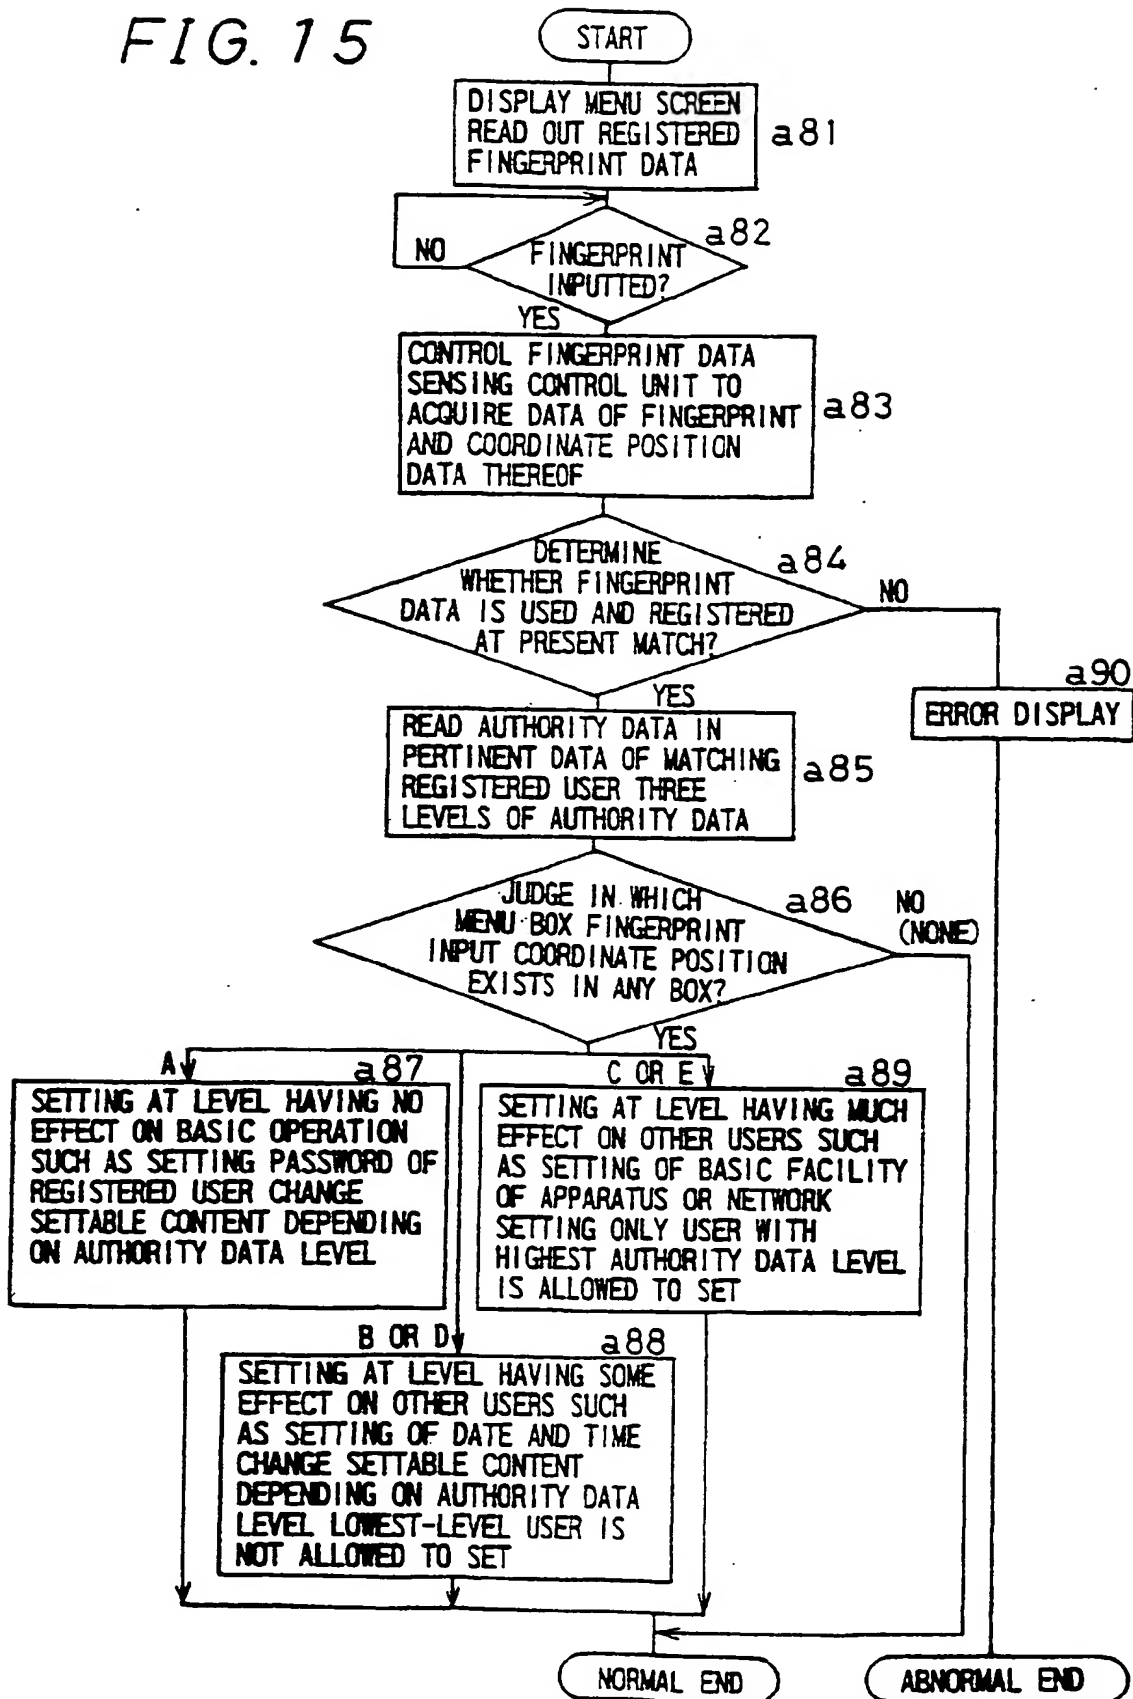 FIG. 15
START
DISPLAY MENU SCREEN
READ OUT REGISTERED
FINGERPRINT DATA
a81
a82
NO
FINGERPRINT
INPUTTED?
YES
CONTROL FINGERPRINT DATA
SENSING CONTROL UNIT TO
ACQUIRE DATA OF FINGERPRINT
AND COORDINATE POSITION
DATA THEREOF
a83
DETERMINE
WHETHER FINGERPRINT
DATA IS USED AND REGISTERED
AT PRESENT MATCH?
a84
NO
YES
a90
ERROR DISPLAY
READ AUTHORITY DATA IN
PERTINENT DATA OF MATCHING
REGISTERED USER THREE
LEVELS OF AUTHORITY DATA
a85
JUDGE IN WHICH
MENU BOX FINGERPRINT
INPUT COORDINATE POSITION
EXISTS IN ANY BOX?
a86
NO
(NONE)
YES
A
a87
SETTING AT LEVEL HAVING NO
EFFECT ON BASIC OPERATION
SUCH AS SETTING PASSWORD OF
REGISTERED USER CHANGE
SETTABLE CONTENT DEPENDING
ON AUTHORITY DATA LEVEL
C OR E
a89
SETTING AT LEVEL HAVING MUCH
EFFECT ON OTHER USERS SUCH
AS SETTING OF BASIC FACILITY
OF APPARATUS OR NETWORK
SETTING ONLY USER WITH
HIGHEST AUTHORITY DATA LEVEL
IS ALLOWED TO SET
B OR D
a88
SETTING AT LEVEL HAVING SOME
EFFECT ON OTHER USERS SUCH
AS SETTING OF DATE AND TIME
CHANGE SETTABLE CONTENT
DEPENDING ON AUTHORITY DATA
LEVEL LOWEST-LEVEL USER IS
NOT ALLOWED TO SET
NORMAL END
ABNORMAL END